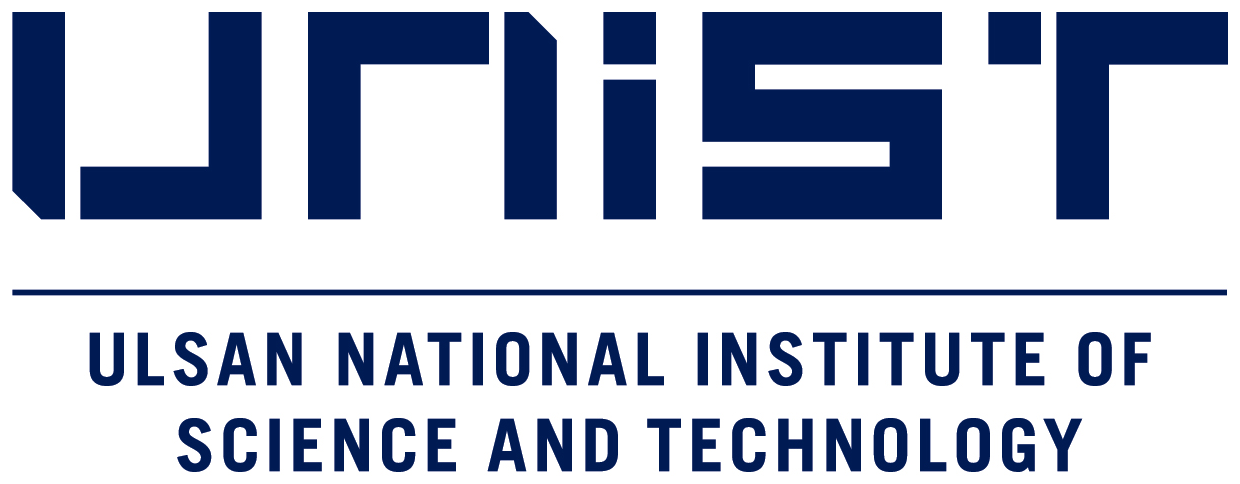 UNIST
ULSAN NATIONAL INSTITUTE OF
SCIENCE AND TECHNOLOGY